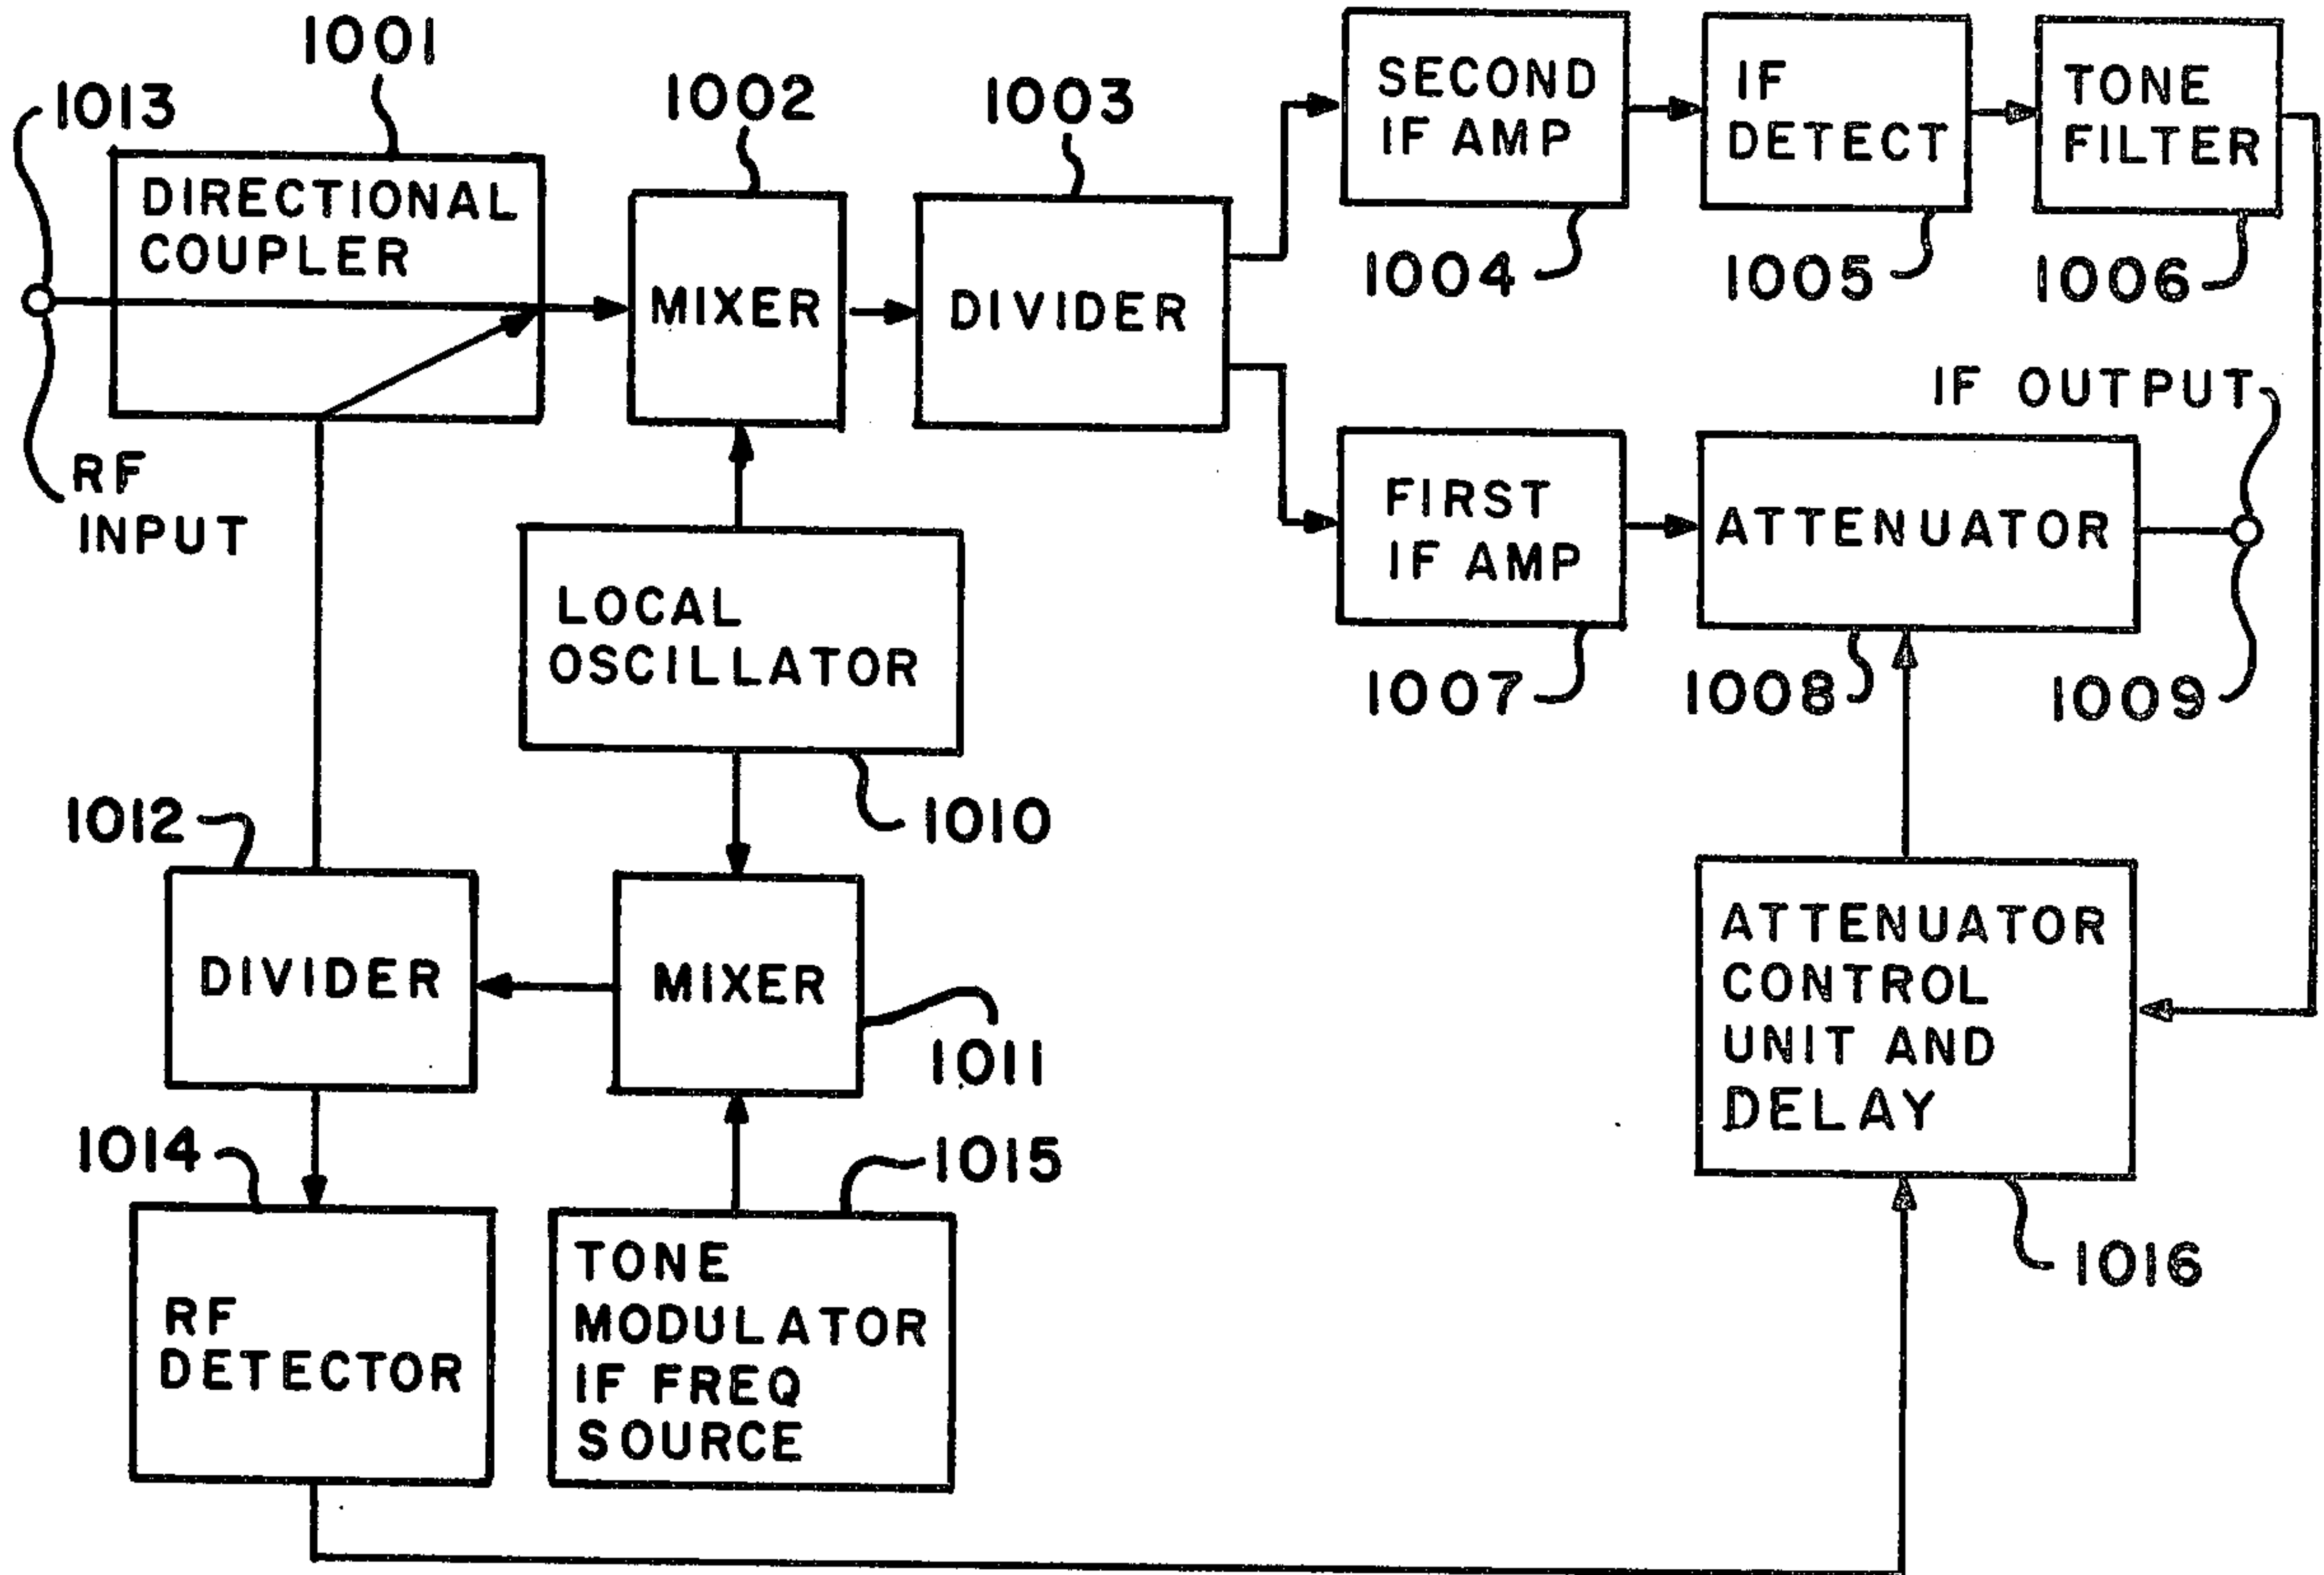 1001
1013
1002
1003
DIRECTIONAL
COUPLER
MIXER
DIVIDER
SECOND
IF AMP
IF
DETECT
TONE
FILTER
1004
1005
1006
RF
INPUT
IF OUTPUT
FIRST
IF AMP
ATTENUATOR
LOCAL
OSCILLATOR
1007
1008
1009
1010
1012
DIVIDER
MIXER
1011
ATTENUATOR
CONTROL
UNIT AND
DELAY
1014
1015
1016
RF
DETECTOR
TONE
MODULATOR
IF FREQ
SOURCE